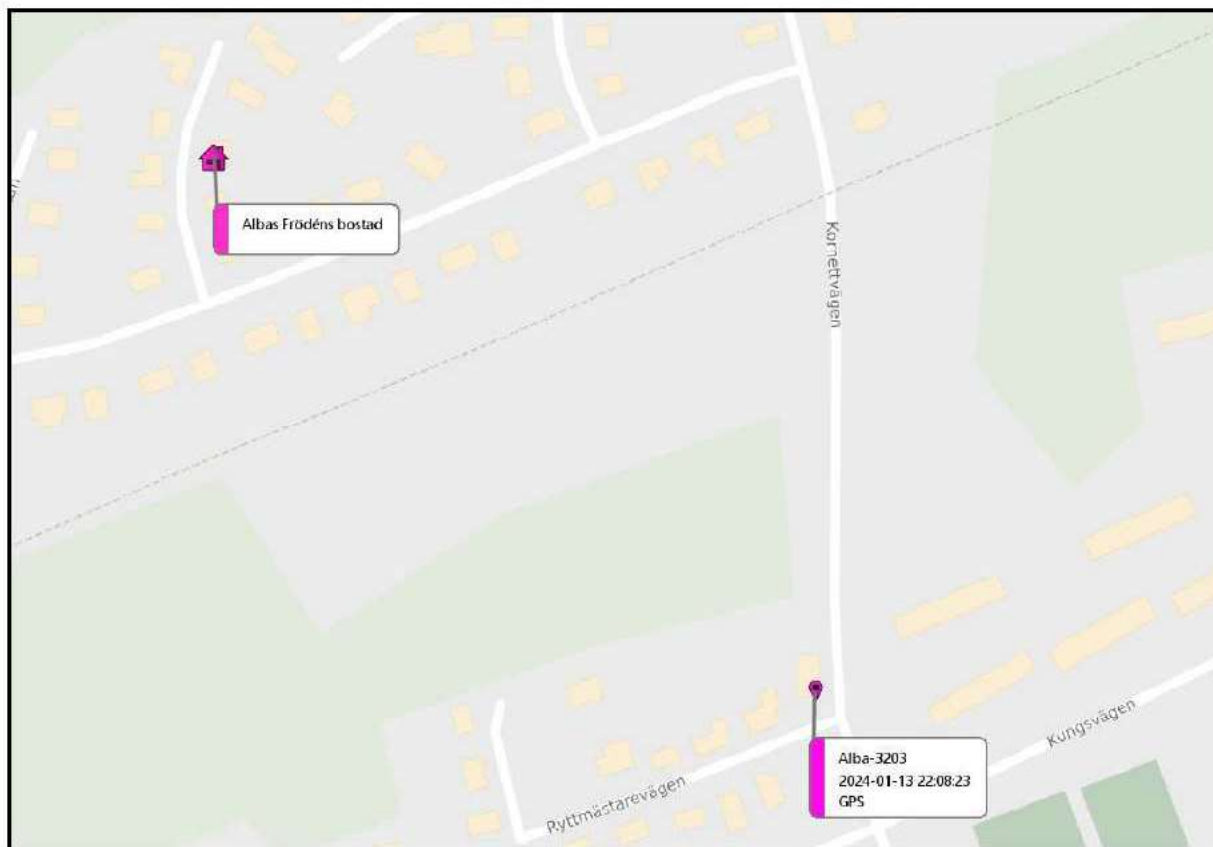 Albas Frödéns bostad
Kornettvägen
Kungsvägen
Ryttmästarevägen
Alba-3203
2024-01-13 22:08:23
GPS